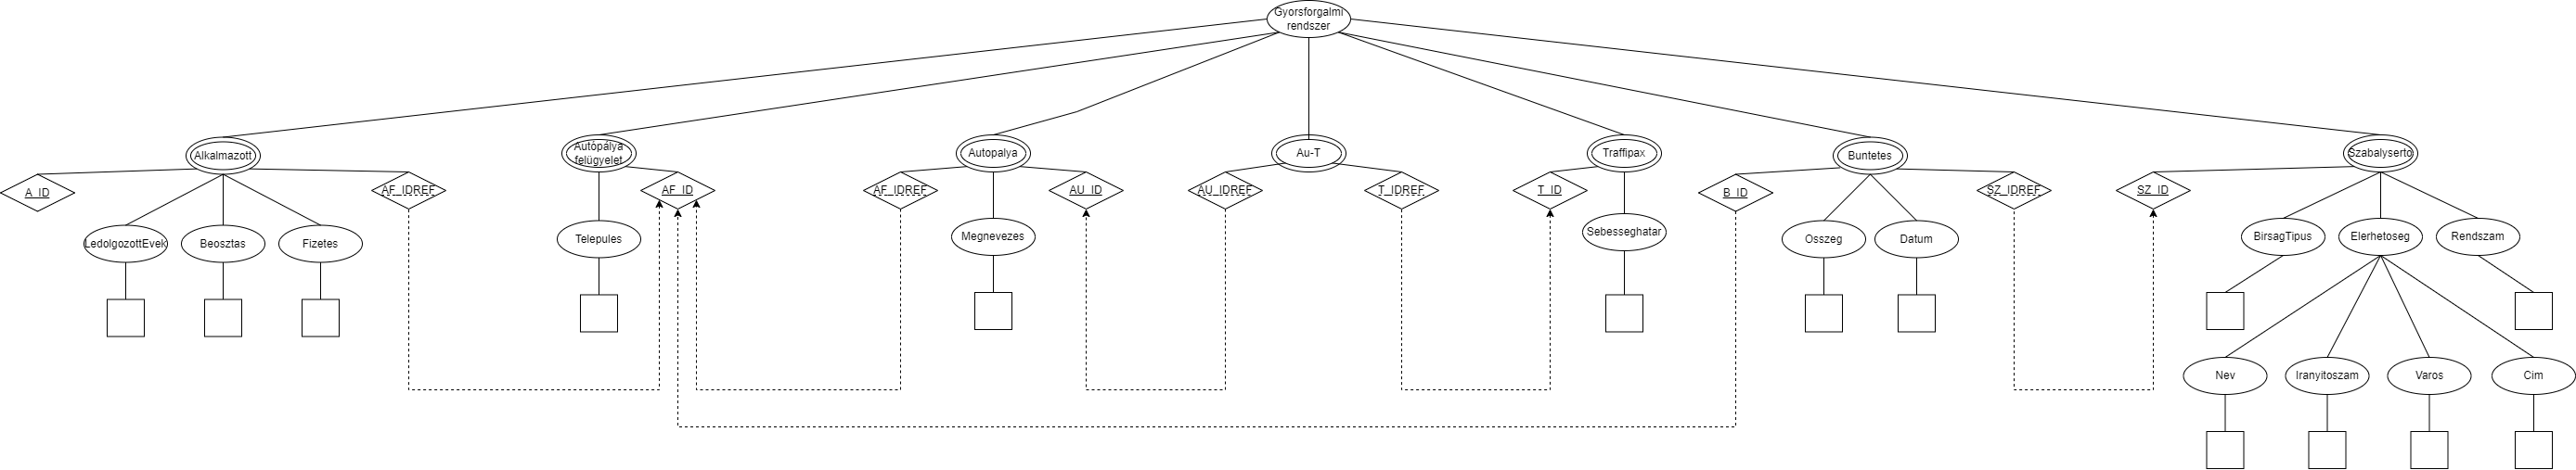 Gyorsforgalmi
rendszer
Alkalmazott
Autópálya
felügyelet
Autopalya
Au-T
Traffipax
Buntetes
Szabalyserto
A_ID
AF_IDREF
AF_ID
AF_IDREF
AU_ID
AU_IDREF
T_IDREF
T_ID
B_ID
SZ_IDREF
SZ_ID
LedolgozottEvek
Beosztas
Fizetes
Telepules
Megnevezes
Sebesseghatar
Osszeg
Datum
BirsagTipus
Elerhetoseg
Rendszam
Nev
Iranyitoszam
Varos
Cim